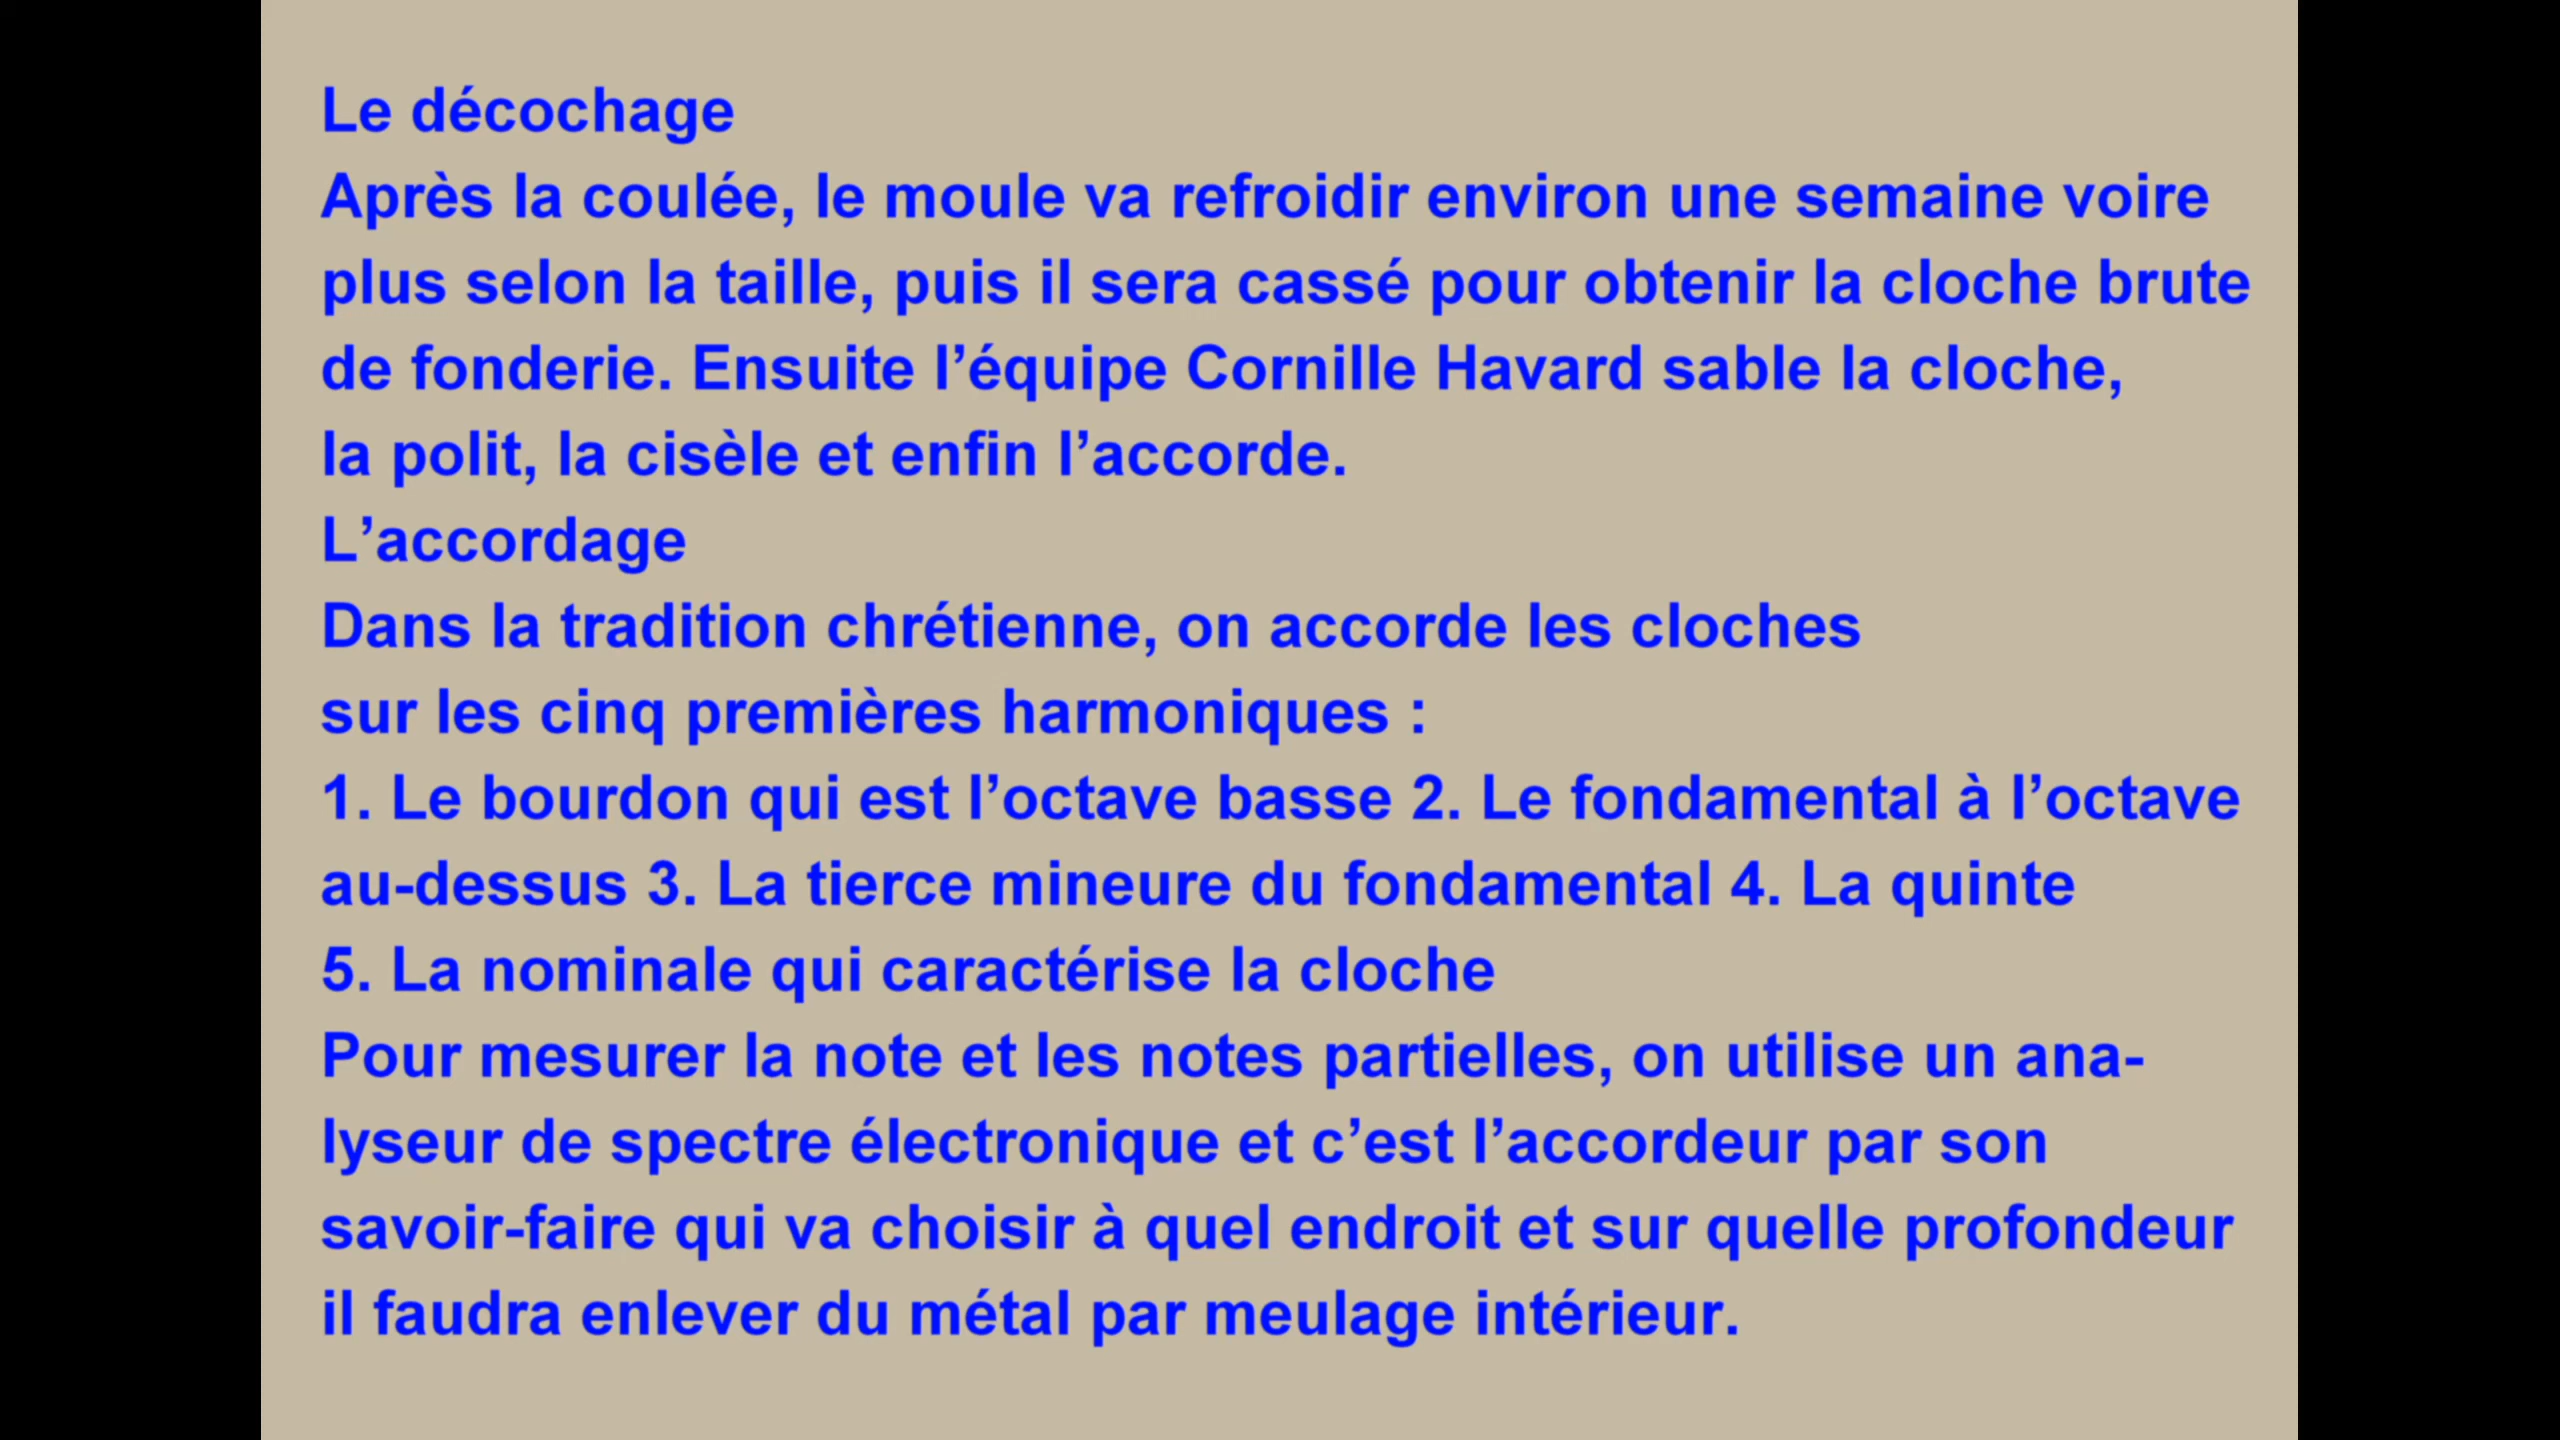 Le décochage
Après la coulée, le moule va refroidir environ une semaine voire
plus selon la taille, puis il sera cassé pour obtenir la cloche brute
de fonderie. Ensuite l’équipe Cornille Havard sable la cloche,
la polit, la cisèle et enfin l’accorde.
L’accordage
Dans la tradition chrétienne, on accorde les cloches
sur les cinq premières harmoniques :
1. Le bourdon qui est l’octave basse 2. Le fondamental à l’octave
au-dessus 3. La tierce mineure du fondamental 4. La quinte
5. La nominale qui caractérise la cloche
Pour mesurer la note et les notes partielles, on utilise un ana-
lyseur de spectre électronique et c’est l’accordeur par son
savoir-faire qui va choisir à quel endroit et sur quelle profondeur
il faudra enlever du métal par meulage intérieur.